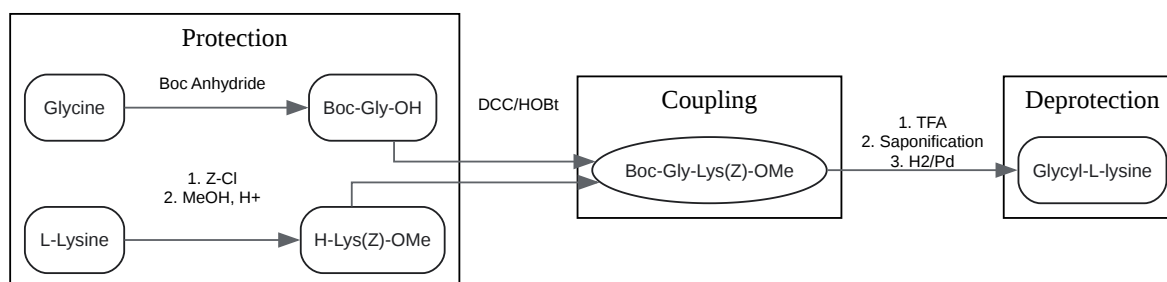 Protection
Boc Anhydride
Glycine
Boc-Gly-OH
1. Z-Cl
2. MeOH, H+
L-Lysine
H-Lys(Z)-OMe
DCC/HOBt
Coupling
Boc-Gly-Lys(Z)-OMe
1. TFA
2. Saponification
3. H2/Pd
Deprotection
Glycyl-L-lysine